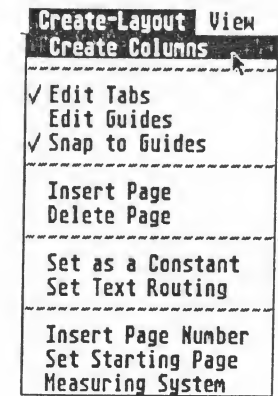 Create-Layout View
Create Columns
✓ Edit Tabs
Edit Guides
✓ Snap to Guides
Insert Page
Delete Page
Set as a Constant
Set Text Routing
Insert Page Number
Set Starting Page
Measuring System